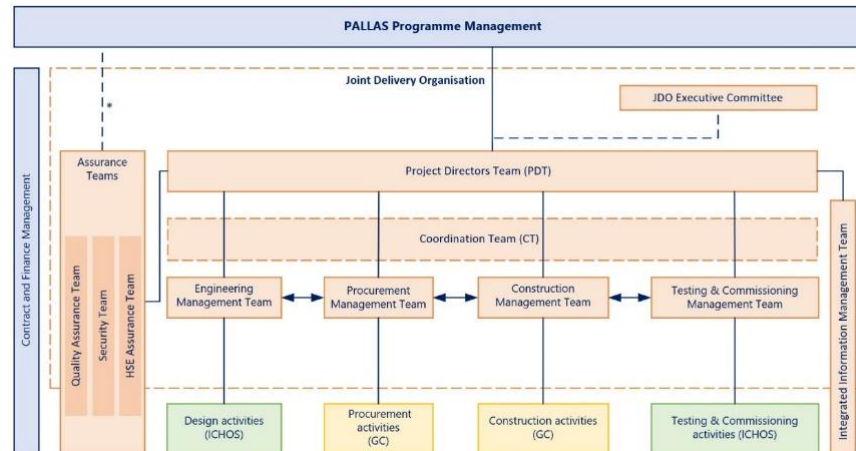 PALLAS Programme Management
Joint Delivery Organisation
JDO Executive Committee
*
Contract and Finance Management
Assurance
Teams
Quality Assurance Team
Security Team
HSE Assurance Team
Project Directors Team (PDT)
Coordination Team (CT)
Engineering
Management Team
Procurement
Management Team
Construction
Management Team
Testing & Commissioning
Management Team
Integrated Information Management Team
Design activities
(ICHOS)
Procurement
activities
(GC)
Construction activities
(GC)
Testing & Commissioning
activities (ICHOS)